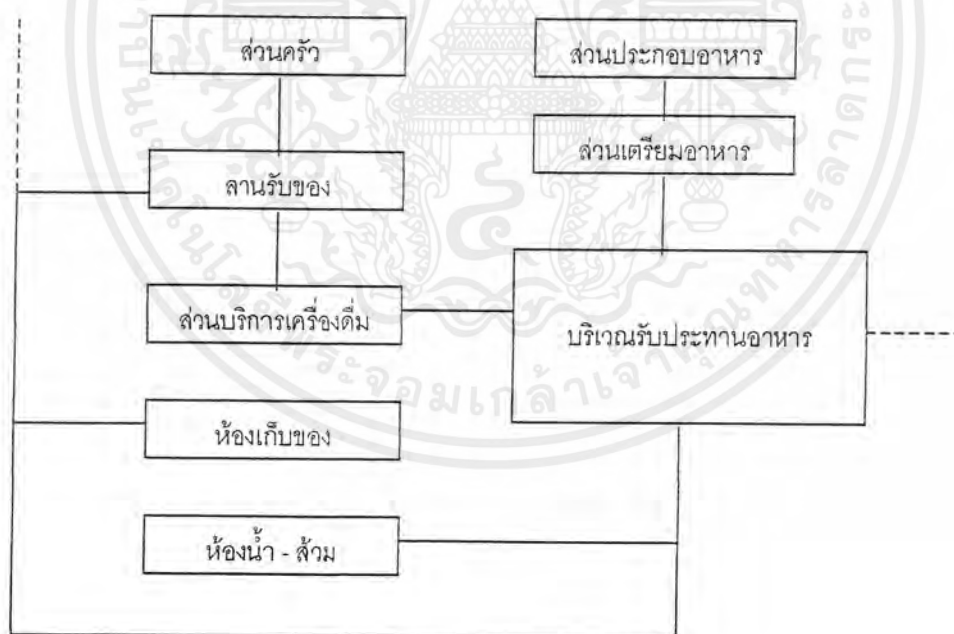 ส่วนครัว
ส่วนประกอบอาหาร
ส่วนเตรียมอาหาร
ลานรับของ
ส่วนบริการเครื่องดื่ม
บริเวณรับประทานอาหาร
ห้องเก็บของ
ห้องน้ำ - ส้วม